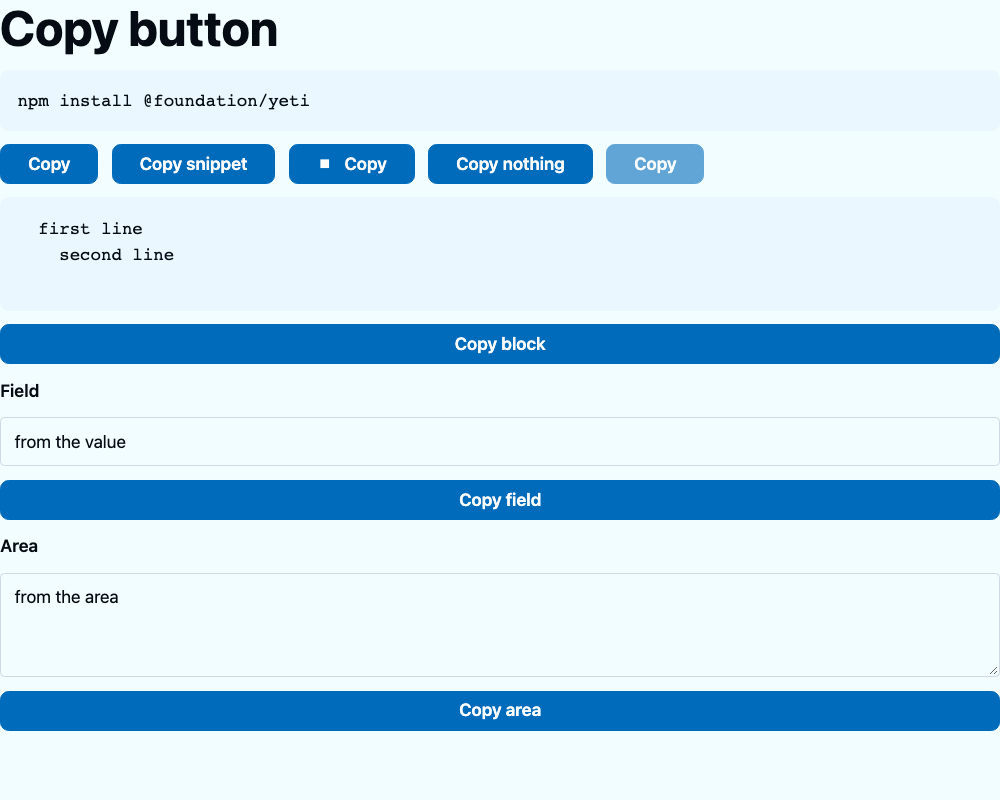 Copy button
npm install @foundation/yeti
Copy
Copy snippet
Copy
Copy nothing
Copy
first line
second line
Copy block
Field
from the value
Copy field
Area
from the area
Copy area